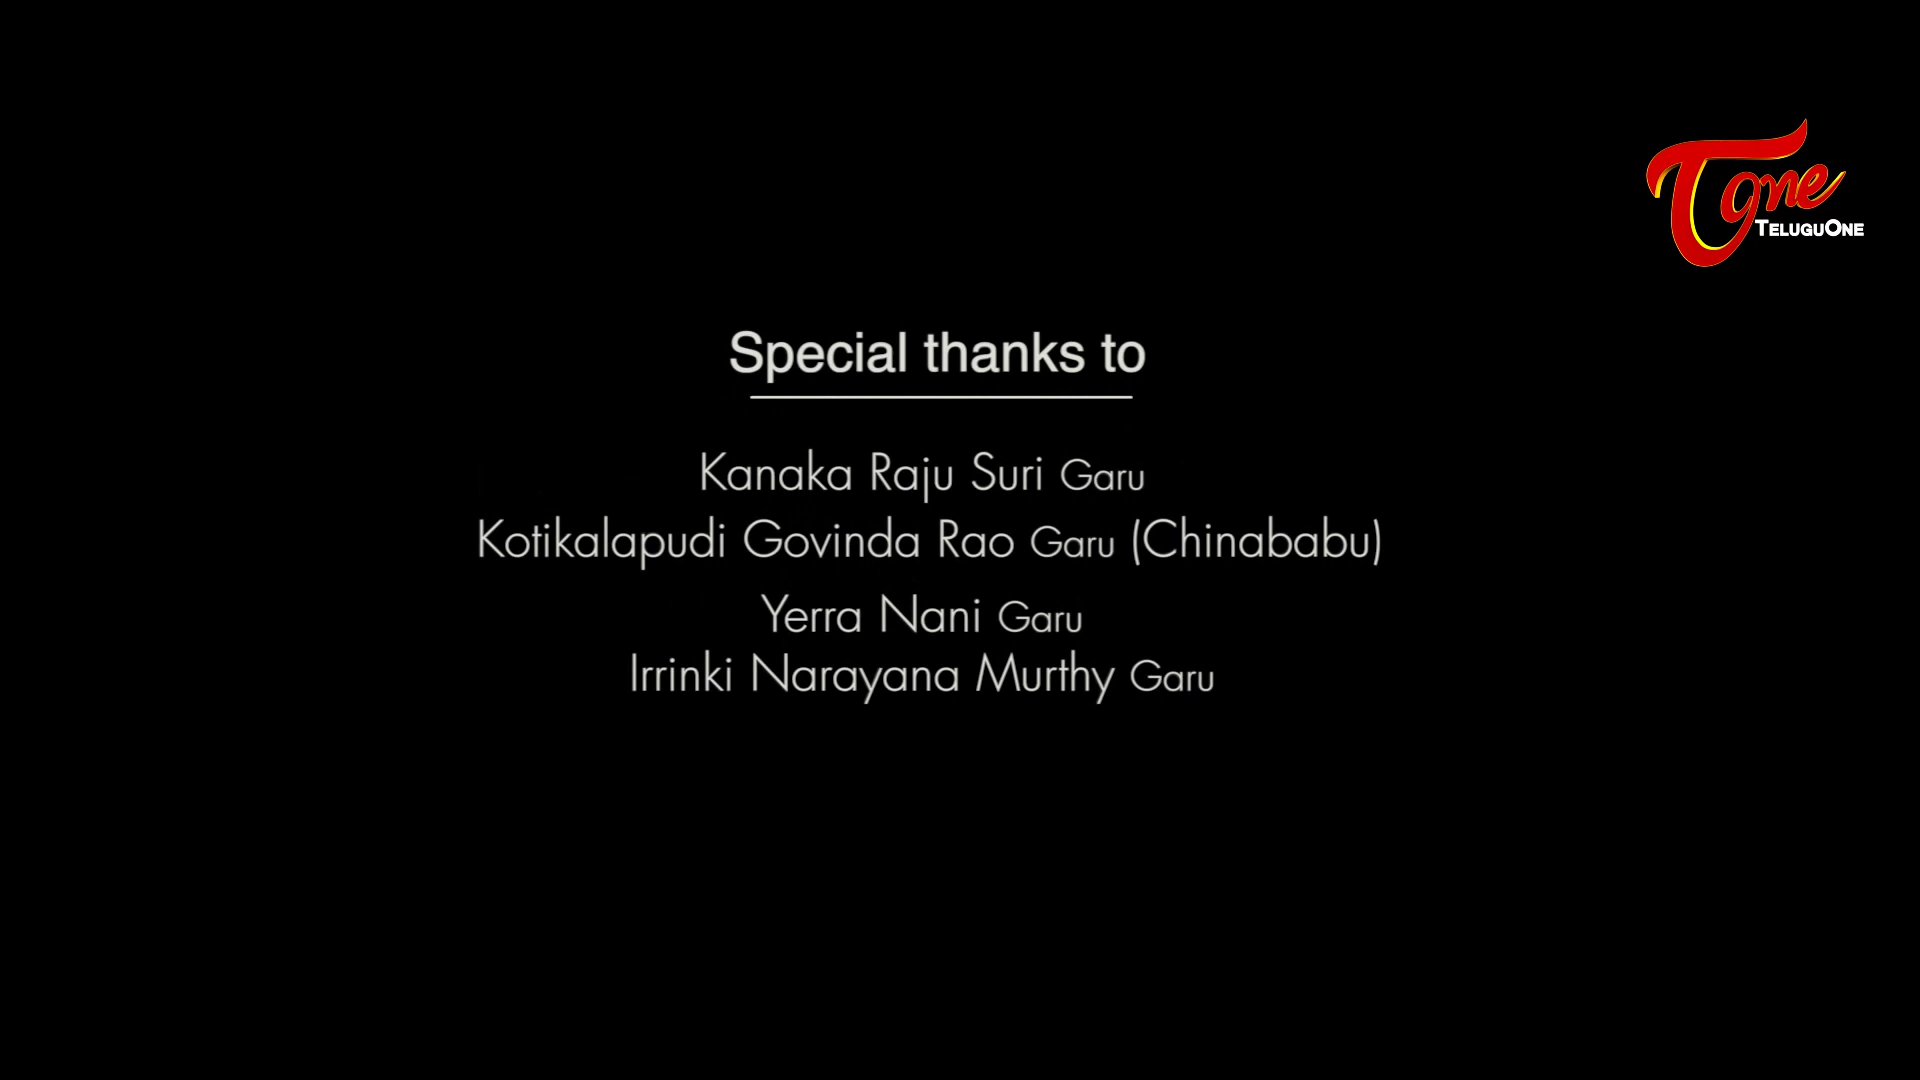 Tone
TELUGUONE
Special thanks to
Kanaka Raju Suri Garu
Kotikalapudi Govinda Rao Garu (Chinababu)
Yerra Nani Garu
Irrinki Narayana Murthy Garu